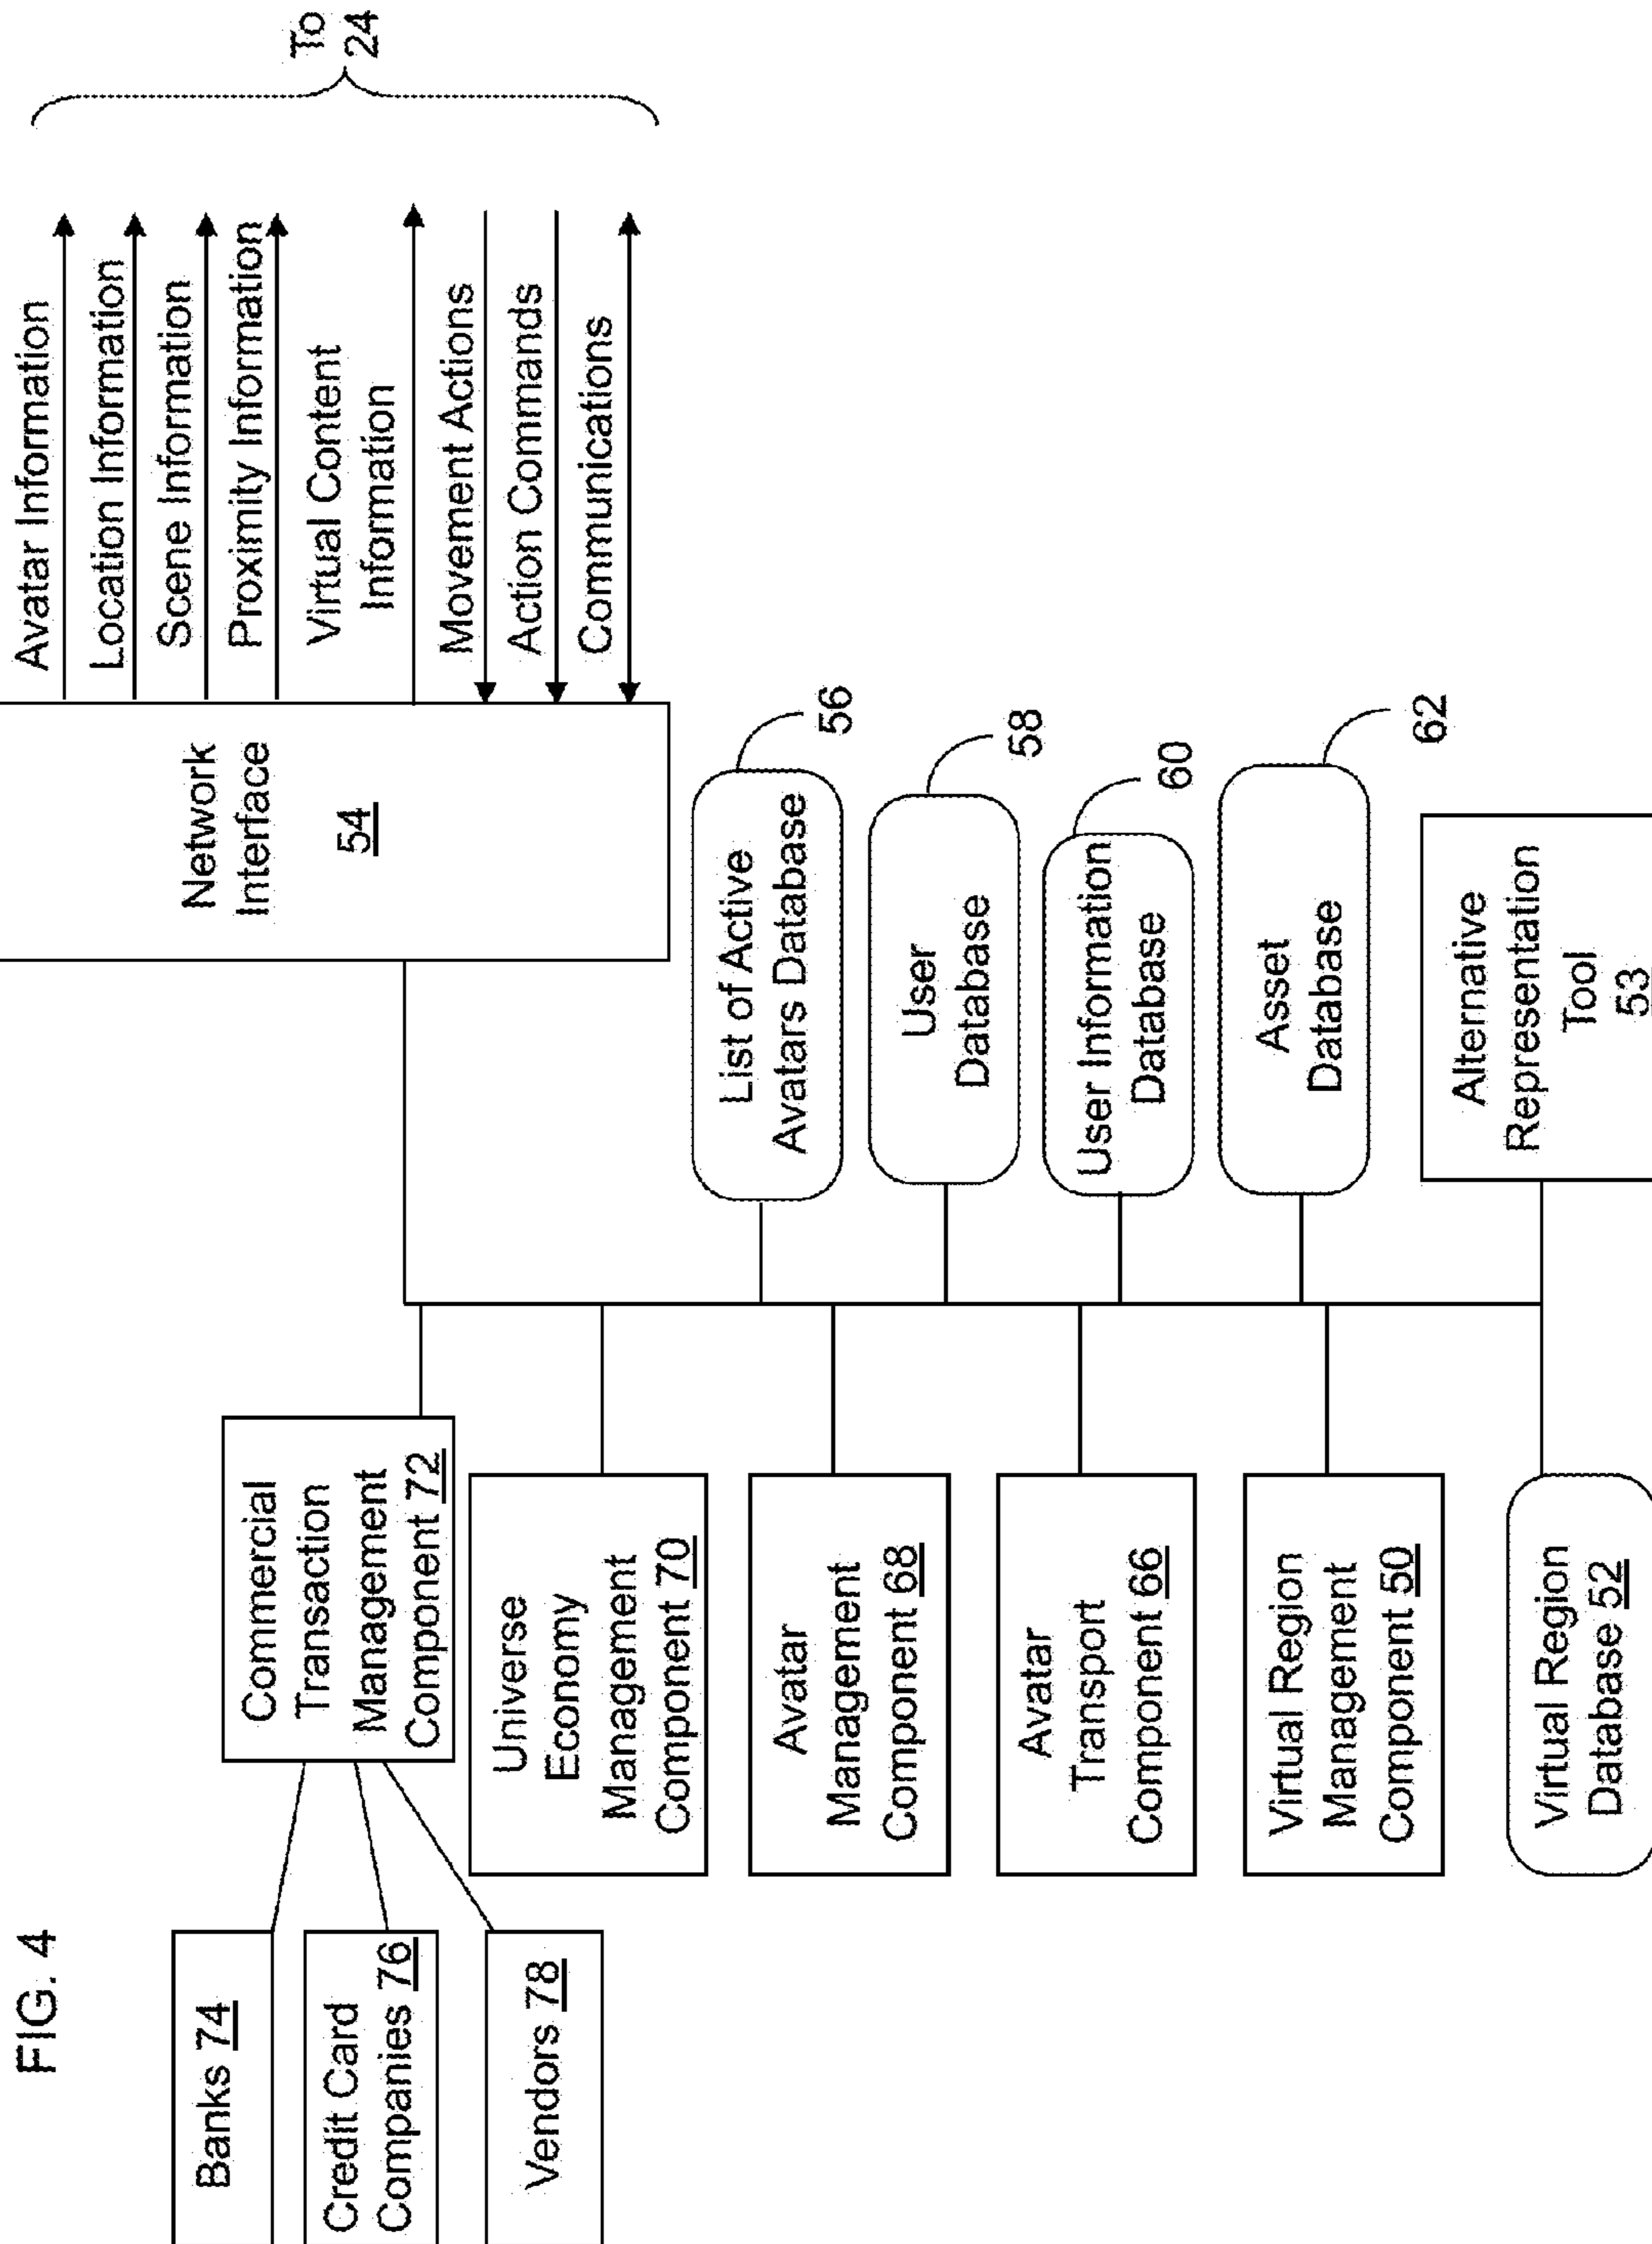 FIG. 4
Banks 74
Credit Card
Companies 76
Vendors 78
Commercial
Transaction
Management
Component 72
Universe
Economy
Management
Component 70
Avatar
Management
Component 68
Avatar
Transport
Component 66
Virtual Region
Management
Component 50
Virtual Region
Database 52
Network
Interface
54
List of Active
Avatars Database
56
User
Database
58
User Information
Database
60
Asset
Database
62
Alternative
Representation
Tool
53
Avatar Information
Location Information
Scene Information
Proximity Information
Virtual Content
Information
Movement Actions
Action Commands
Communications
To
24